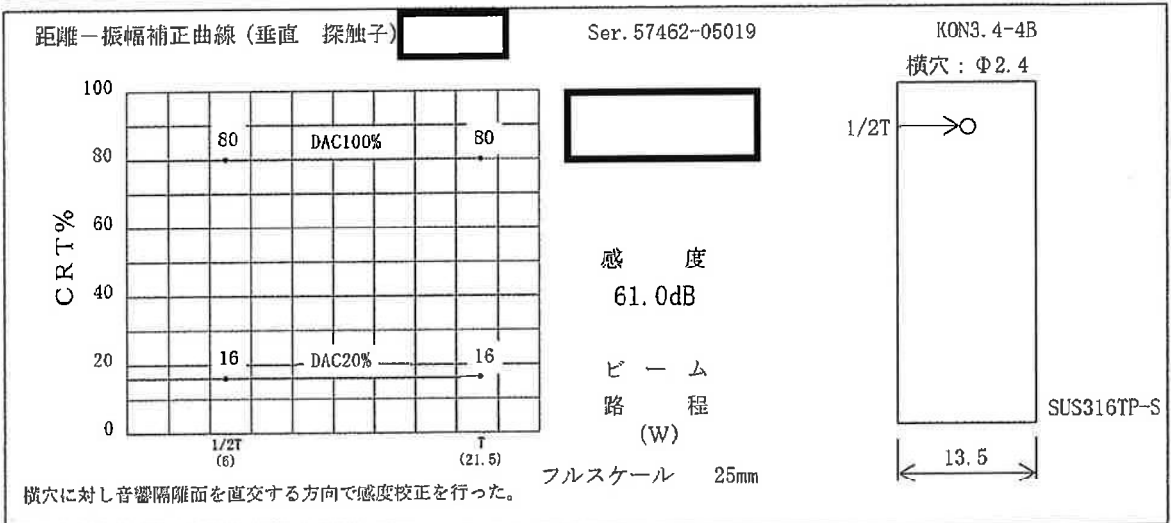 距離－振幅補正曲線（垂直　探触子）
Ser. 57462-05019
KON3. 4-4B
横穴：Φ2.4
100
80
60
40
20
0
CRT%
80
DAC100%
80
16
DAC20%
16
1/2T
(6)
T
(21.5)
感　度
61.0dB
ビーム
路　程
(W)
フルスケール　25mm
1/2T
SUS316TP-S
13.5
横穴に対し音響隔離面を直交する方向で感度校正を行った。